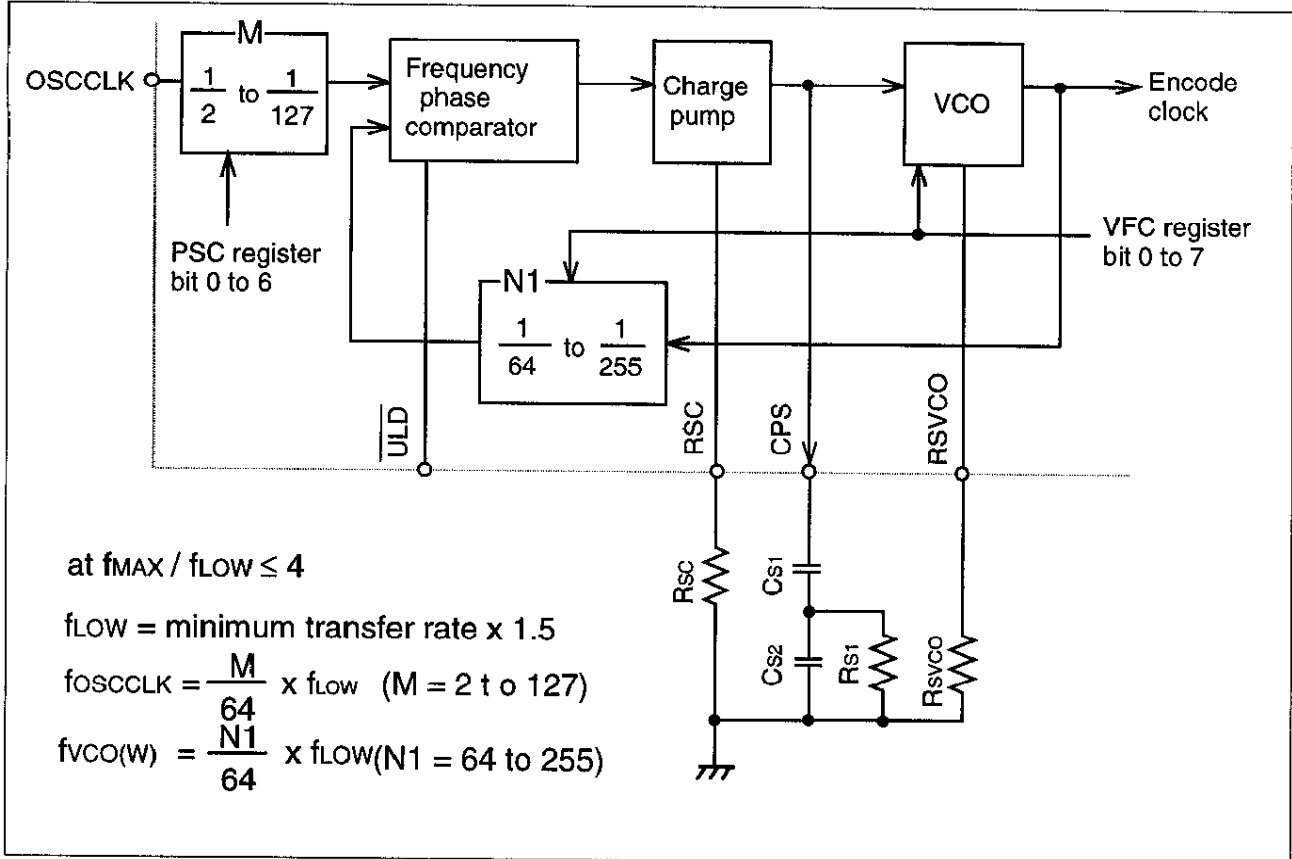 M
OSCCLK
1/2 to 1/127
Frequency
phase
comparator
Charge
pump
VCO
Encode
clock
PSC register
bit 0 to 6
VFC register
bit 0 to 7
N1
1/64 to 1/255
ULD
RSC
CPS
RSVCO
RSC
CS1
CS2
RS1
RSVCO
at fMAX / fLOW ≤ 4
fLOW = minimum transfer rate x 1.5
fOSCCLK = M/64 x fLOW (M = 2 t o 127)
fVCO(W) = N1/64 x fLOW(N1 = 64 to 255)